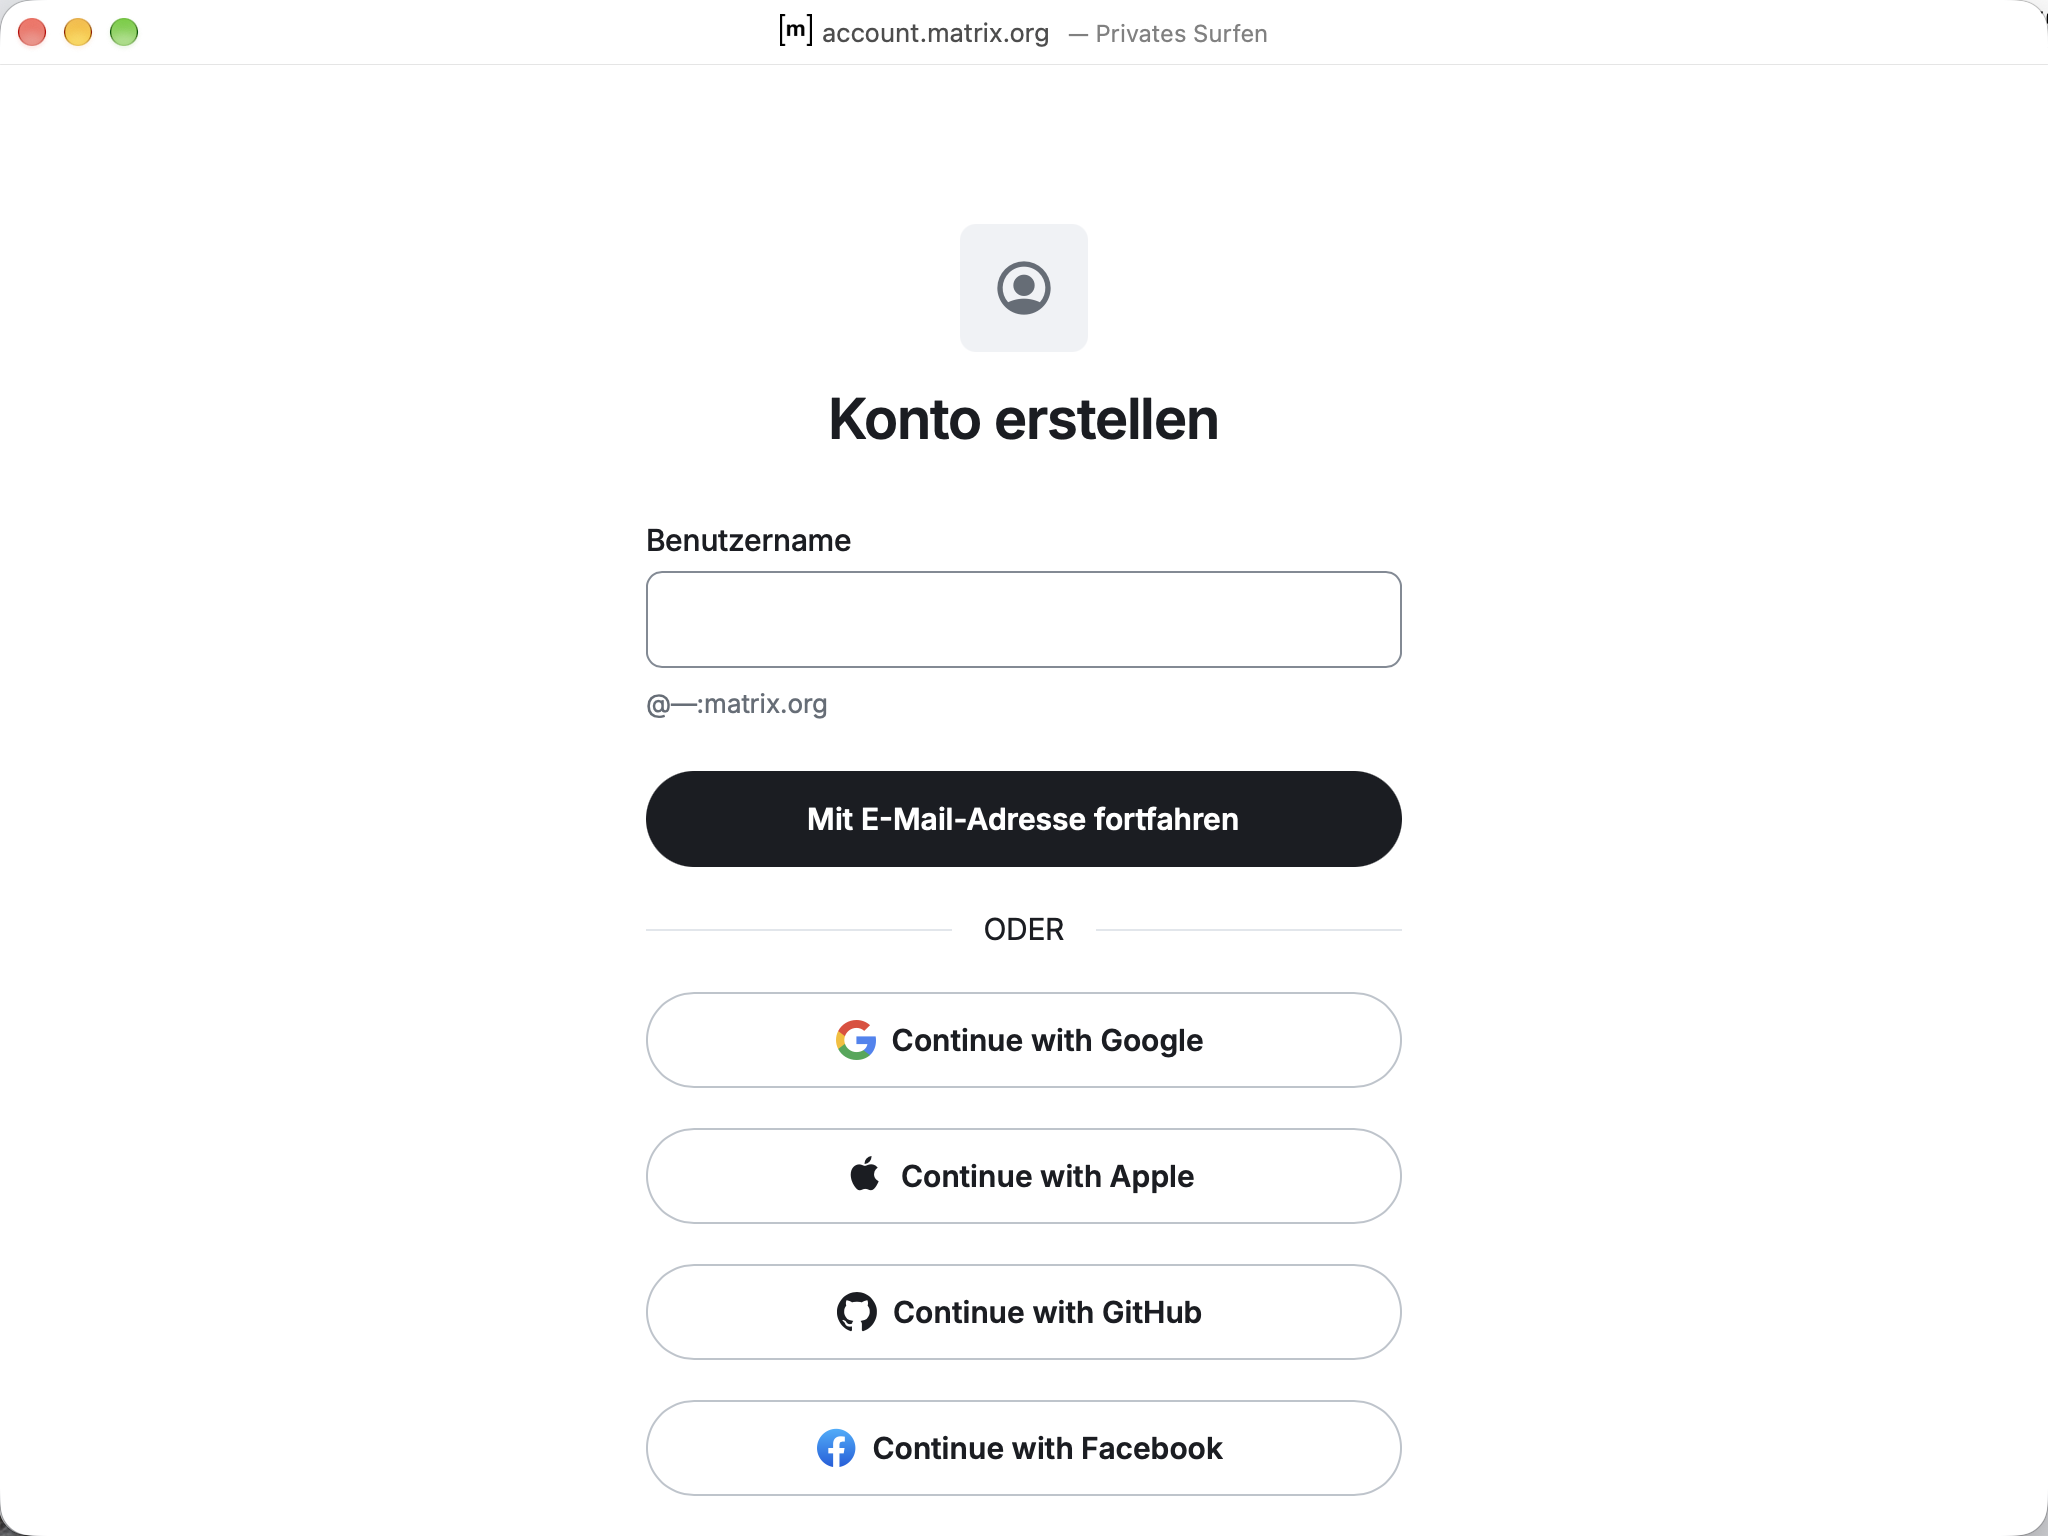 [m] account.matrix.org — Privates Surfen
Konto erstellen
Benutzername
@—:matrix.org
Mit E-Mail-Adresse fortfahren
ODER
Continue with Google
Continue with Apple
Continue with GitHub
Continue with Facebook